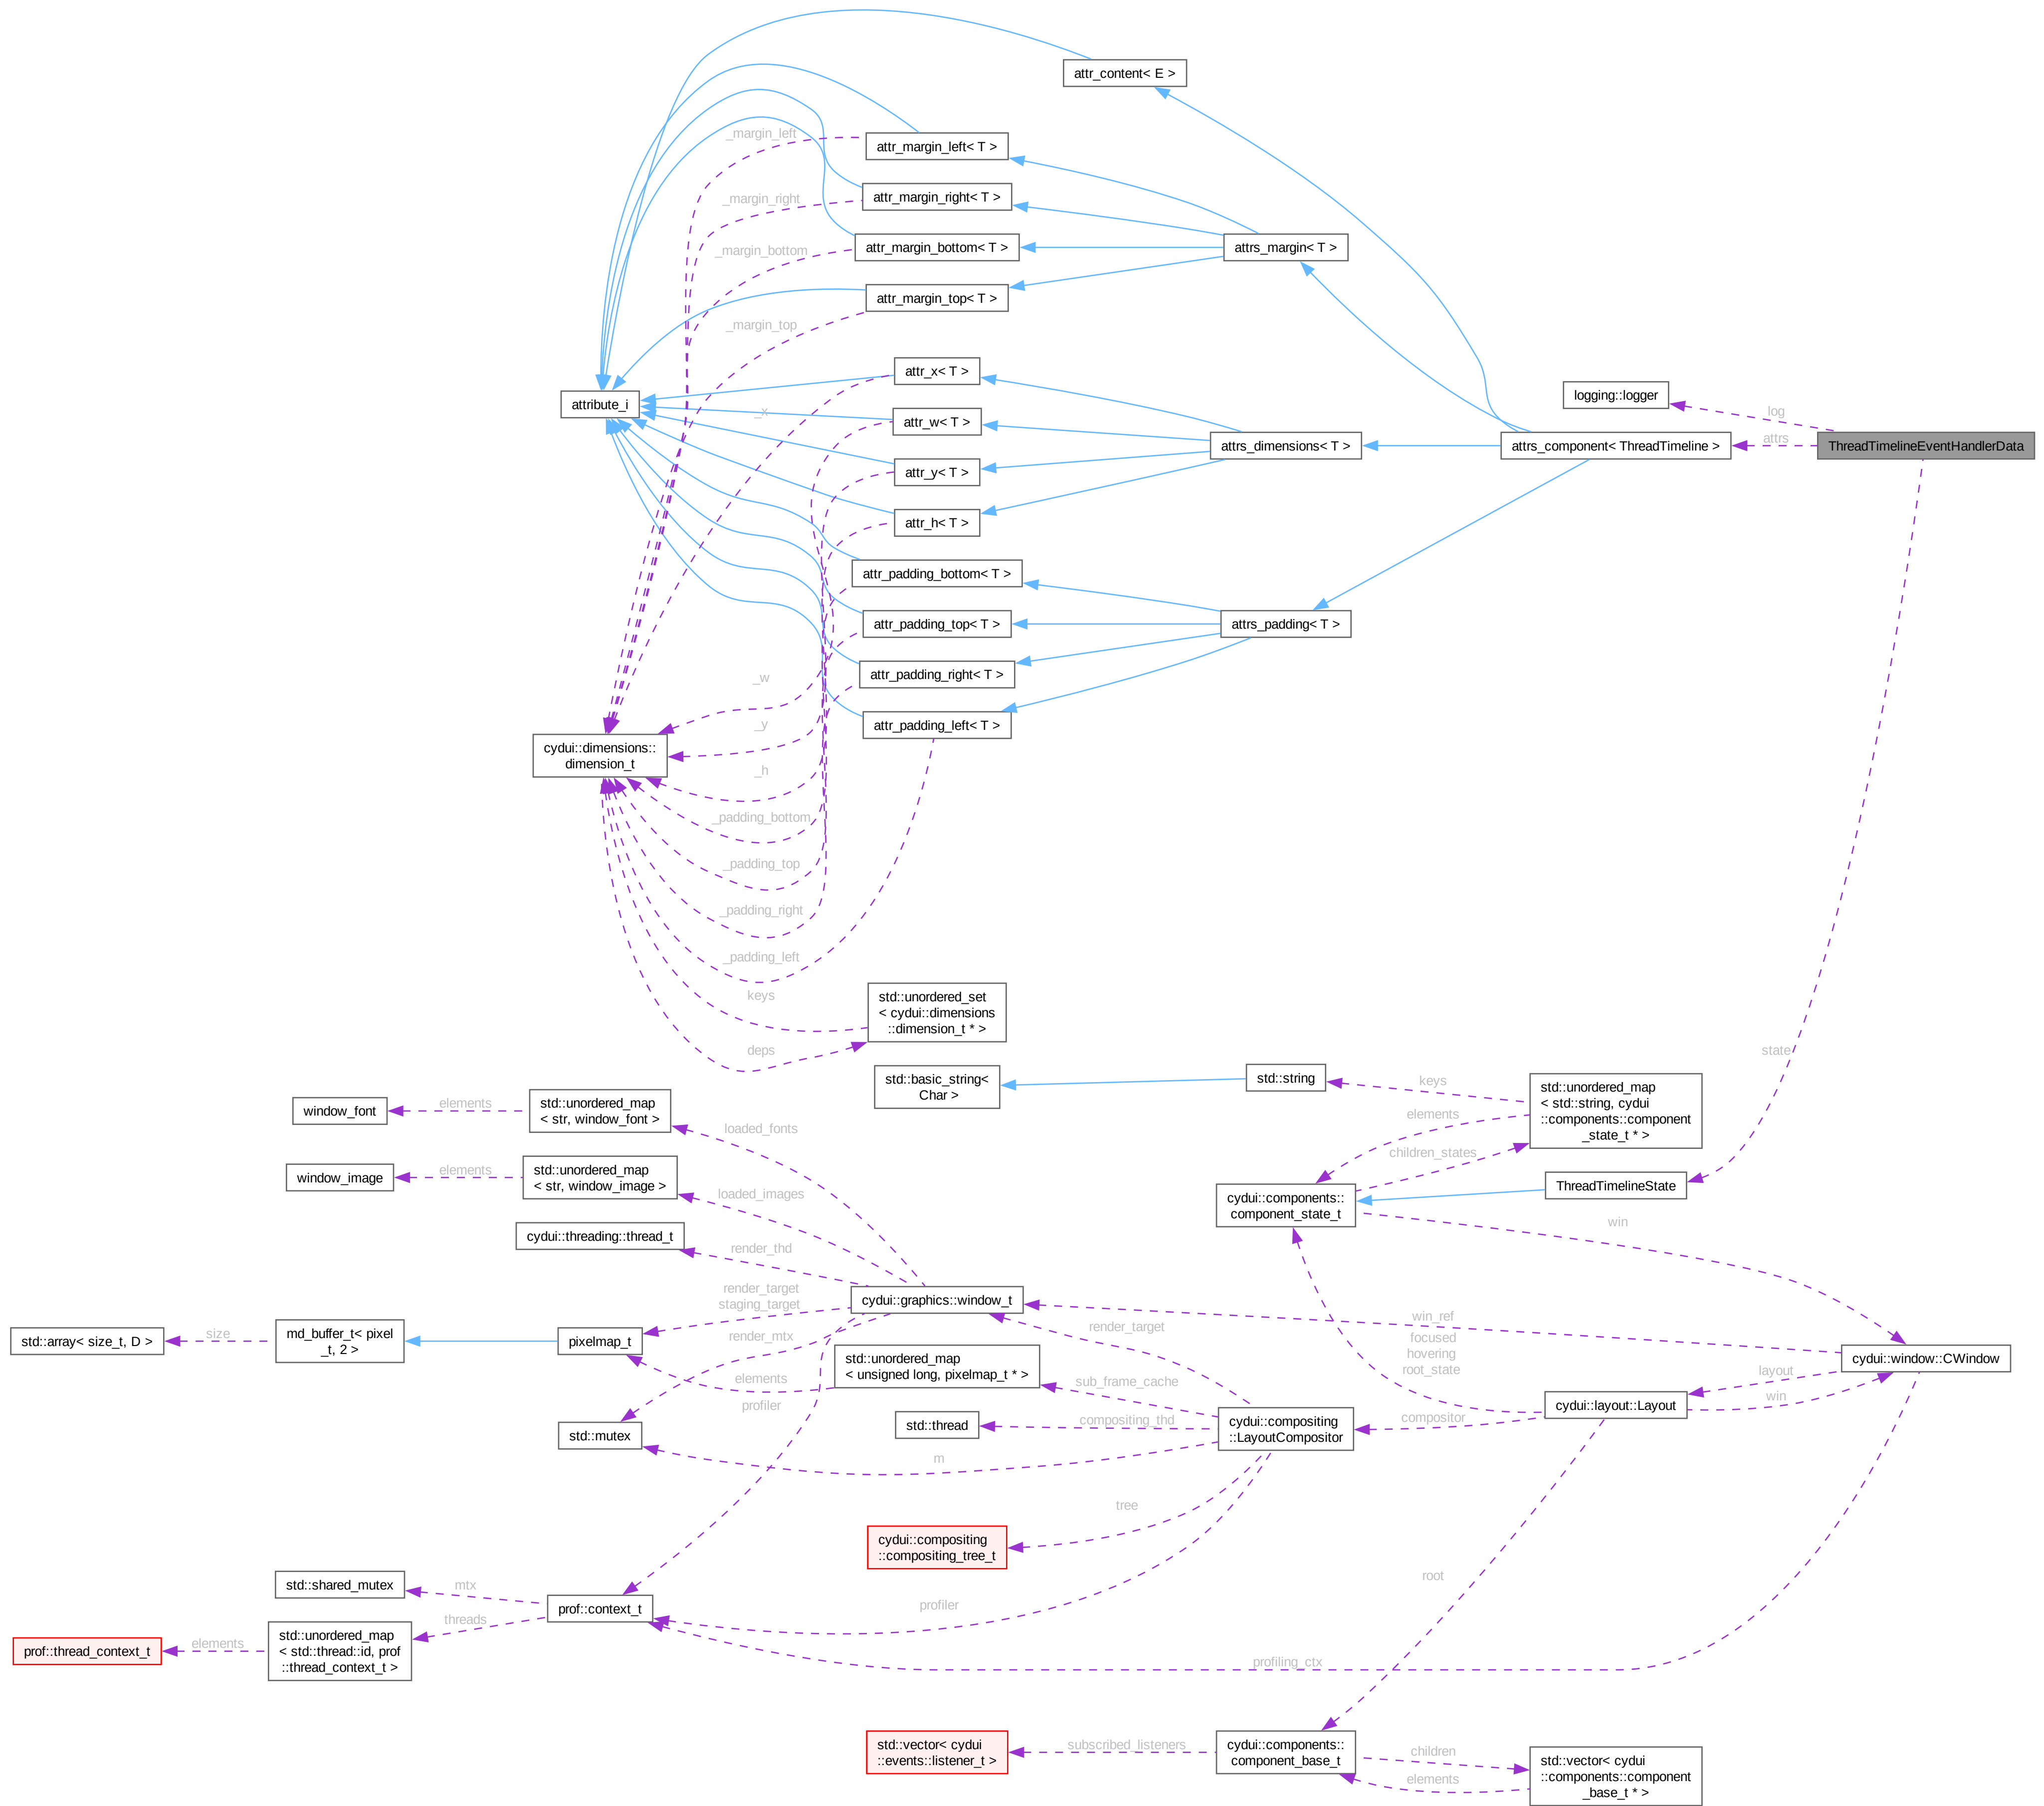 attr_content< E >
_margin_left
attr_margin_left< T >
_margin_right
attr_margin_right< T >
_margin_bottom
attr_margin_bottom< T >
attrs_margin< T >
attr_margin_top< T >
_margin_top
attr_x< T >
logging::logger
attribute_i
_x
log
attr_w< T >
attrs_dimensions< T >
attrs_component< ThreadTimeline >
attrs
ThreadTimelineEventHandlerData
attr_y< T >
attr_h< T >
attr_padding_bottom< T >
attr_padding_top< T >
attrs_padding< T >
attr_padding_right< T >
_w
attr_padding_left< T >
_y
cydui::dimensions::
dimension_t
_h
_padding_bottom
_padding_top
_padding_right
_padding_left
keys
std::unordered_set
< cydui::dimensions
::dimension_t * >
deps
state
std::basic_string<
Char >
std::string
keys
std::unordered_map
< std::string, cydui
::components::component
_state_t * >
window_font
elements
std::unordered_map
< str, window_font >
loaded_fonts
elements
children_states
window_image
elements
std::unordered_map
< str, window_image >
loaded_images
cydui::components::
component_state_t
ThreadTimelineState
win
cydui::threading::thread_t
render_thd
render_target
staging_target
cydui::graphics::window_t
win_ref
std::array< size_t, D >
size
md_buffer_t< pixel
_t, 2 >
pixelmap_t
render_mtx
render_target
focused
hovering
root_state
cydui::window::CWindow
elements
std::unordered_map
< unsigned long, pixelmap_t * >
sub_frame_cache
layout
win
profiler
cydui::layout::Layout
std::mutex
std::thread
compositing_thd
cydui::compositing
::LayoutCompositor
compositor
m
tree
cydui::compositing
::compositing_tree_t
std::shared_mutex
mtx
root
prof::context_t
profiler
threads
prof::thread_context_t
elements
std::unordered_map
< std::thread::id, prof
::thread_context_t >
profiling_ctx
std::vector< cydui
::events::listener_t >
subscribed_listeners
cydui::components::
component_base_t
children
elements
std::vector< cydui
::components::component
_base_t * >